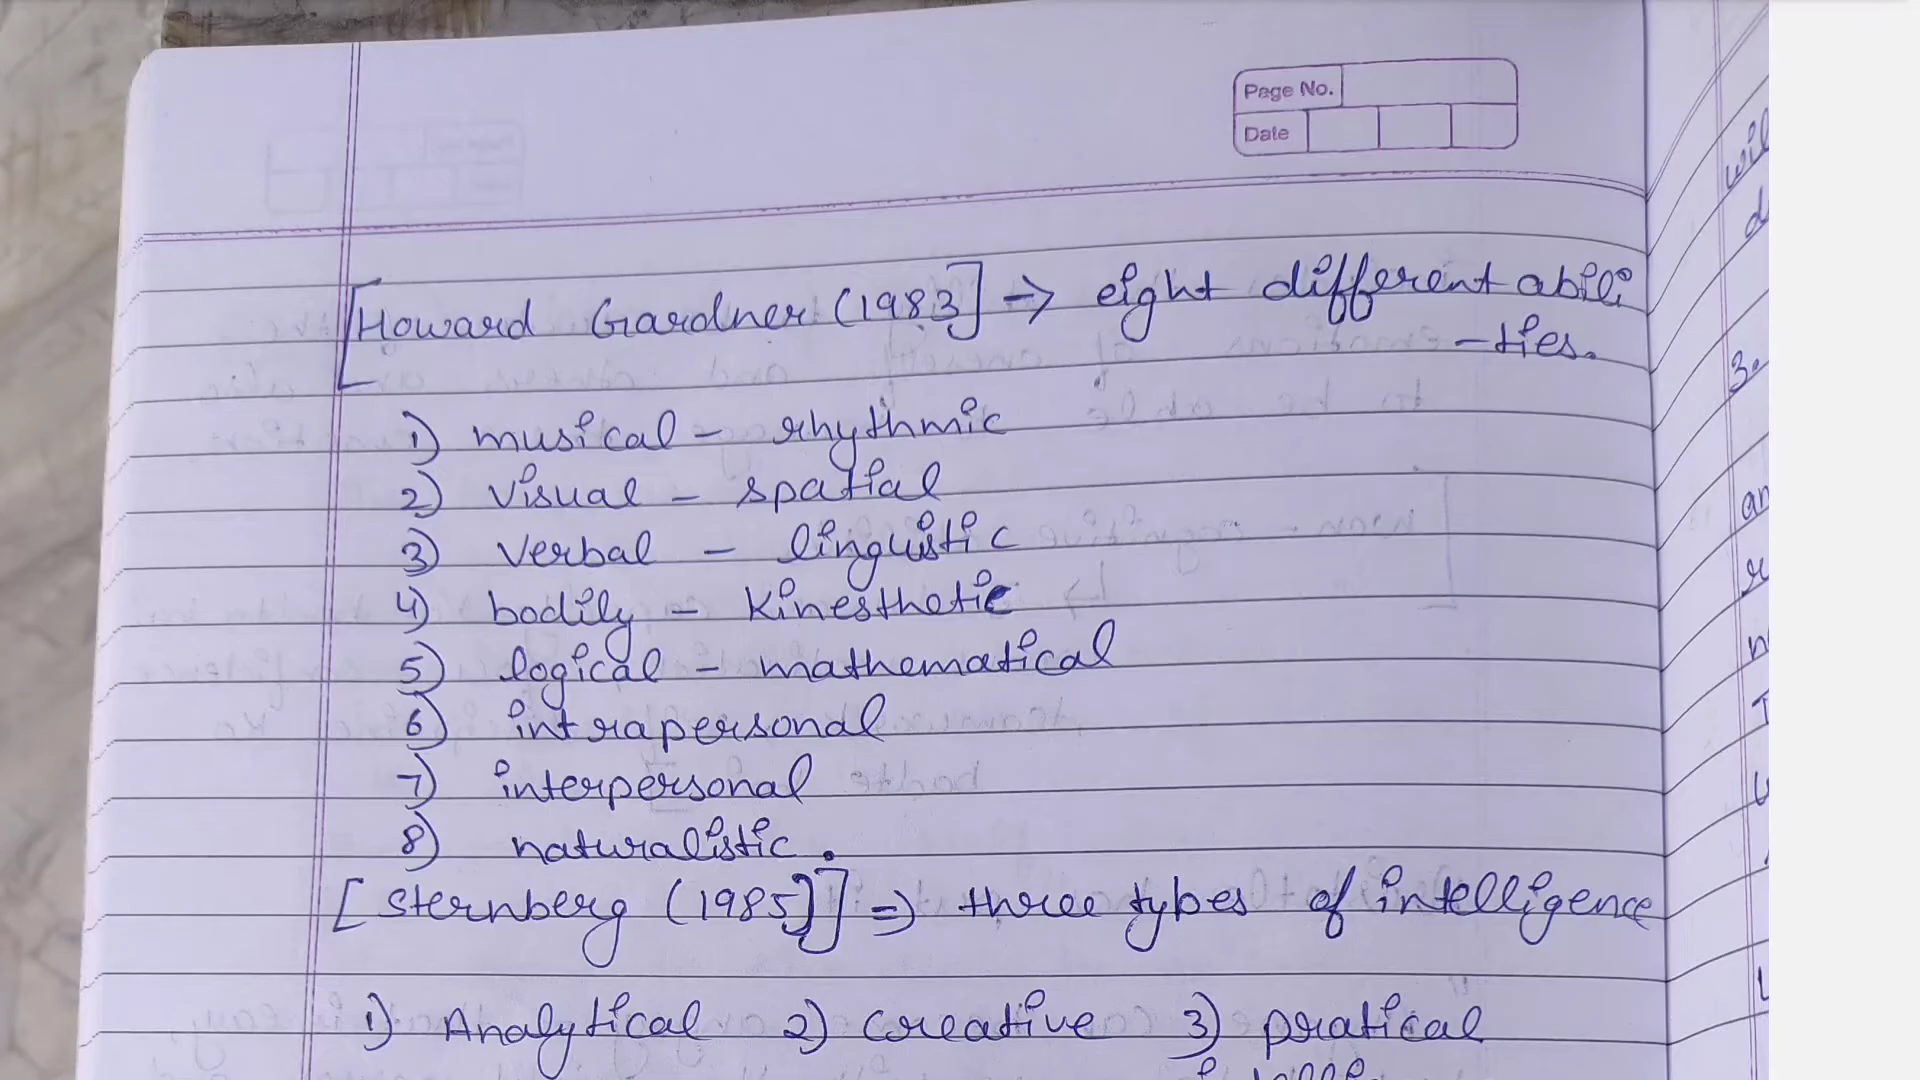 Page No.
Date
[Howard Gardner (1983] → eight different abili
-ties.
1) musical - rhythmic
2) visual - spatial
3) verbal - linguistic
4) bodily - Kinesthetic
5) logical - mathematical
6) intrapersonal
7) interpersonal
8) naturalistic.
[Sternberg (1985)] ⇒ three types of intelligence
1) Analytical 2) creative 3) pratical
3.